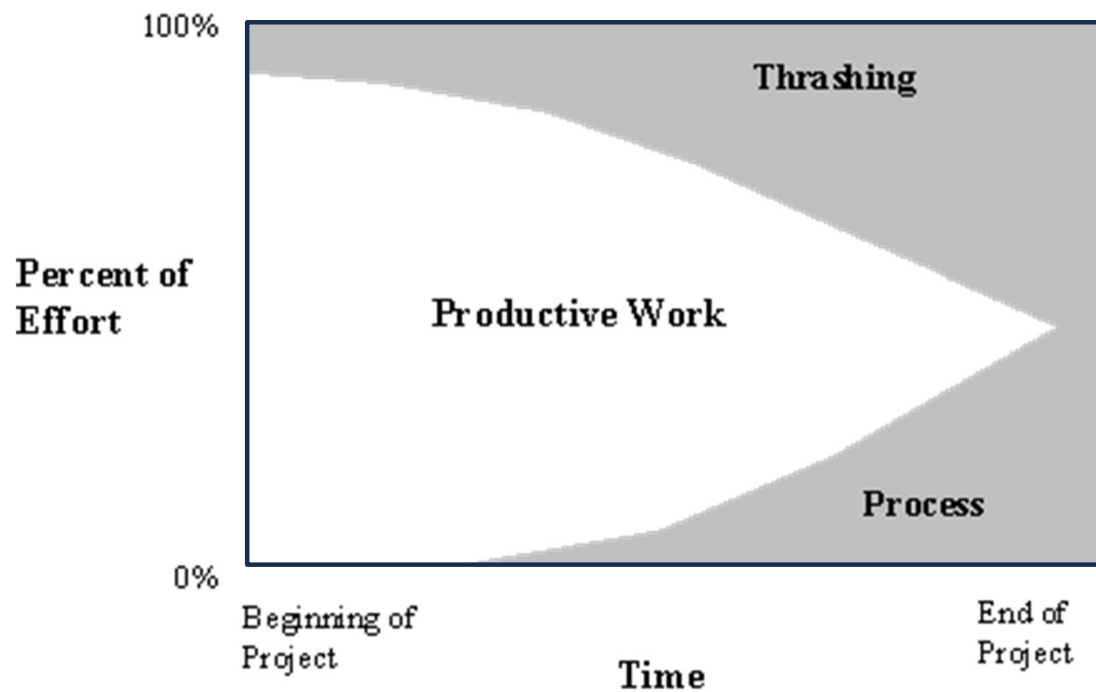 100%
Thrashing
Percent of
Effort
Productive Work
Process
0%
Beginning of
Project
End of
Project
Time